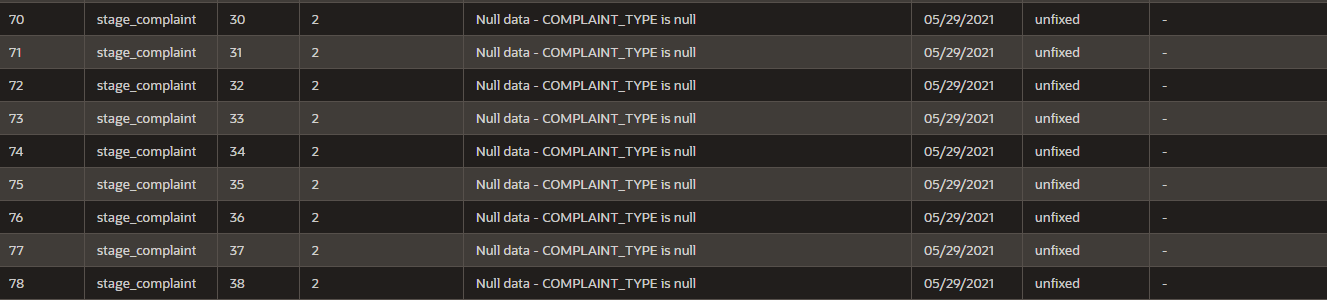 70 stage_complaint 30 2 Null data - COMPLAINT_TYPE is null 05/29/2021 unfixed -
71 stage_complaint 31 2 Null data - COMPLAINT_TYPE is null 05/29/2021 unfixed -
72 stage_complaint 32 2 Null data - COMPLAINT_TYPE is null 05/29/2021 unfixed -
73 stage_complaint 33 2 Null data - COMPLAINT_TYPE is null 05/29/2021 unfixed -
74 stage_complaint 34 2 Null data - COMPLAINT_TYPE is null 05/29/2021 unfixed -
75 stage_complaint 35 2 Null data - COMPLAINT_TYPE is null 05/29/2021 unfixed -
76 stage_complaint 36 2 Null data - COMPLAINT_TYPE is null 05/29/2021 unfixed -
77 stage_complaint 37 2 Null data - COMPLAINT_TYPE is null 05/29/2021 unfixed -
78 stage_complaint 38 2 Null data - COMPLAINT_TYPE is null 05/29/2021 unfixed -